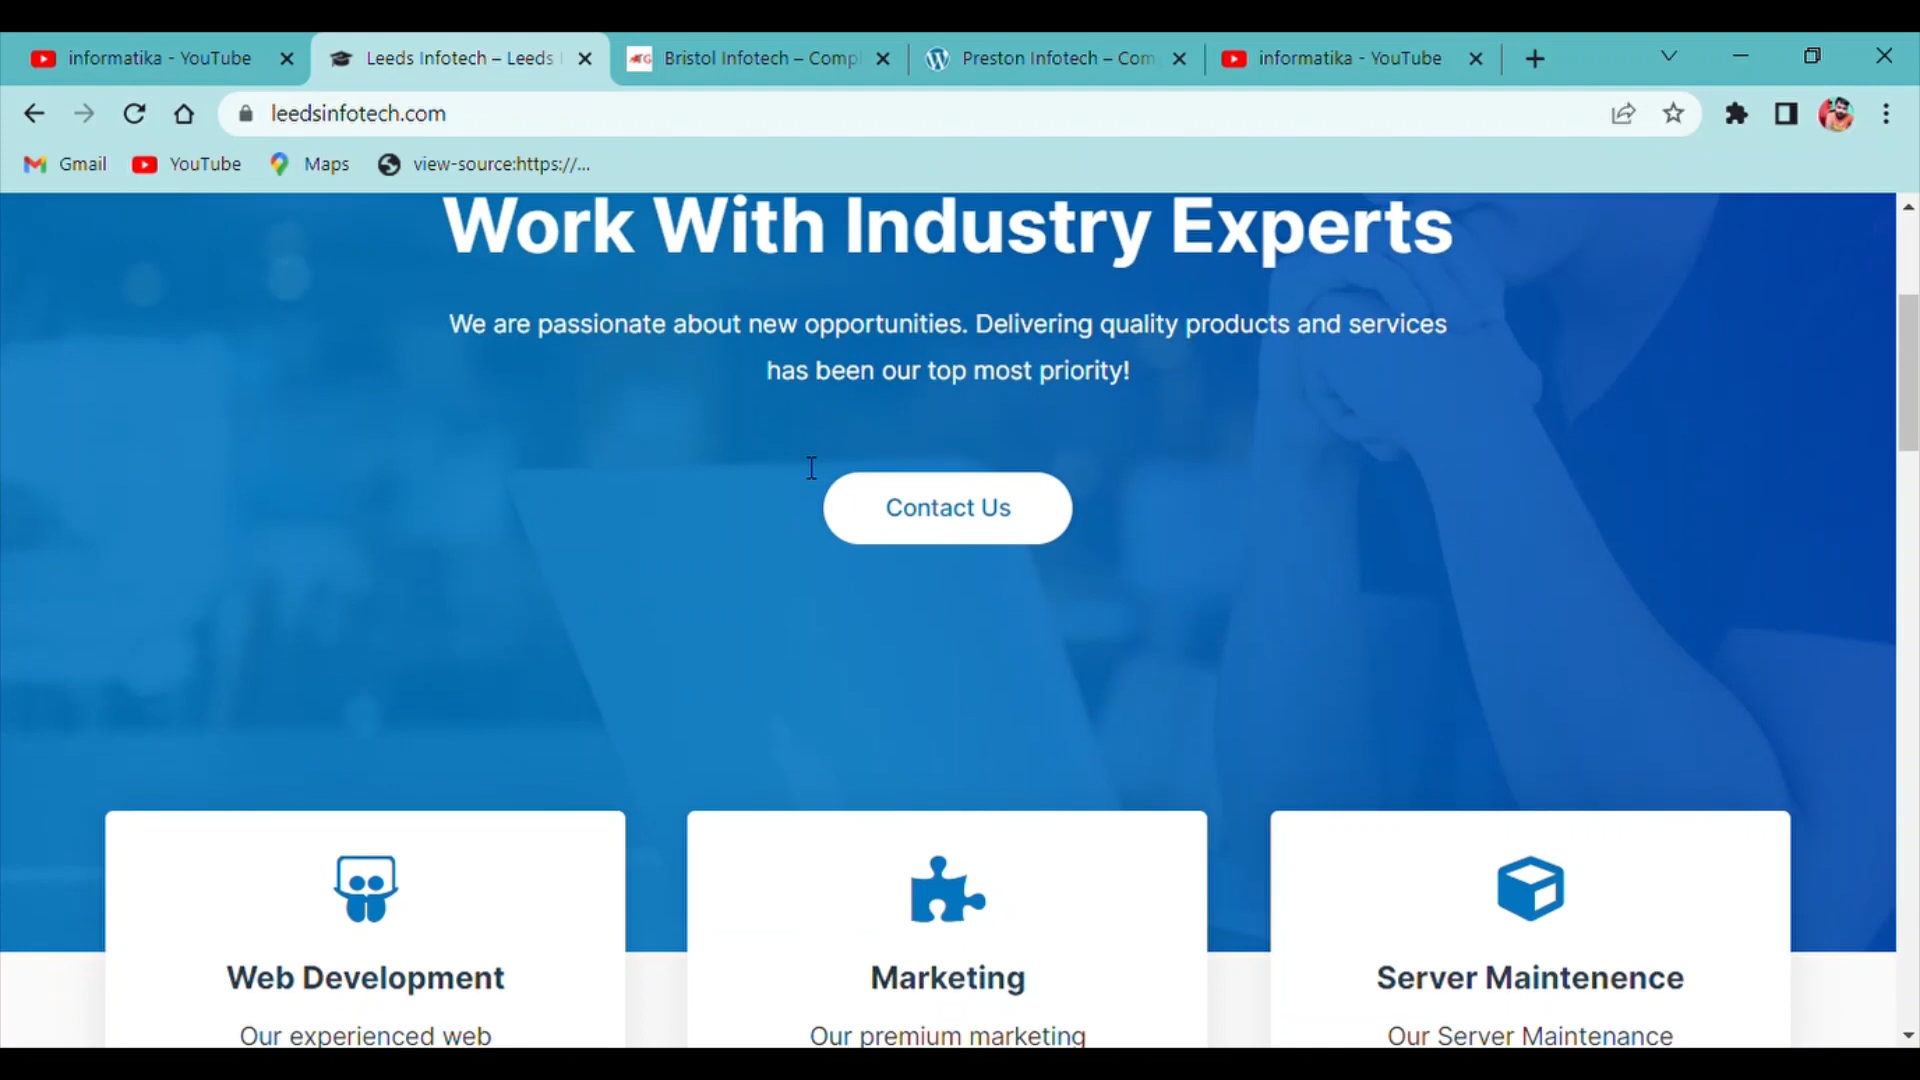 informatika - YouTube
Leeds Infotech – Leeds
Bristol Infotech – Comp
Preston Infotech – Com
informatika - YouTube
leedsinfotech.com
Gmail
YouTube
Maps
view-source:https://...
Work With Industry Experts
We are passionate about new opportunities. Delivering quality products and services
has been our top most priority!
Contact Us
Web Development
Marketing
Server Maintenence
Our experienced web
Our premium marketing
Our Server Maintenance